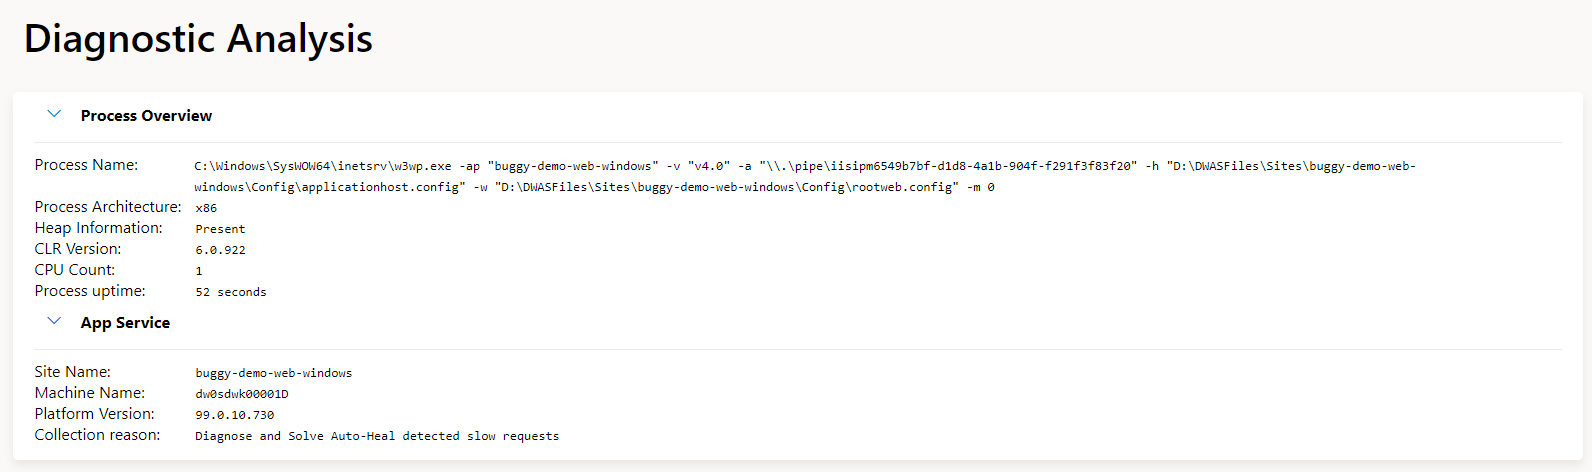 Diagnostic Analysis
Process Overview
Process Name: C:\Windows\SysWOW64\inetsrv\w3wp.exe -ap "buggy-demo-web-windows" -v "v4.0" -a "\\.\pipe\iisipm6549b7bf-d1d8-4a1b-904f-f291f3f83f20" -h "D:\DWASFiles\Sites\buggy-demo-web-
windows\Config\applicationhost.config" -w "D:\DWASFiles\Sites\buggy-demo-web-windows\Config\rootweb.config" -m 0
Process Architecture: x86
Heap Information: Present
CLR Version: 6.0.922
CPU Count: 1
Process uptime: 52 seconds
App Service
Site Name: buggy-demo-web-windows
Machine Name: dw0sdwk00001D
Platform Version: 99.0.10.730
Collection reason: Diagnose and Solve Auto-Heal detected slow requests